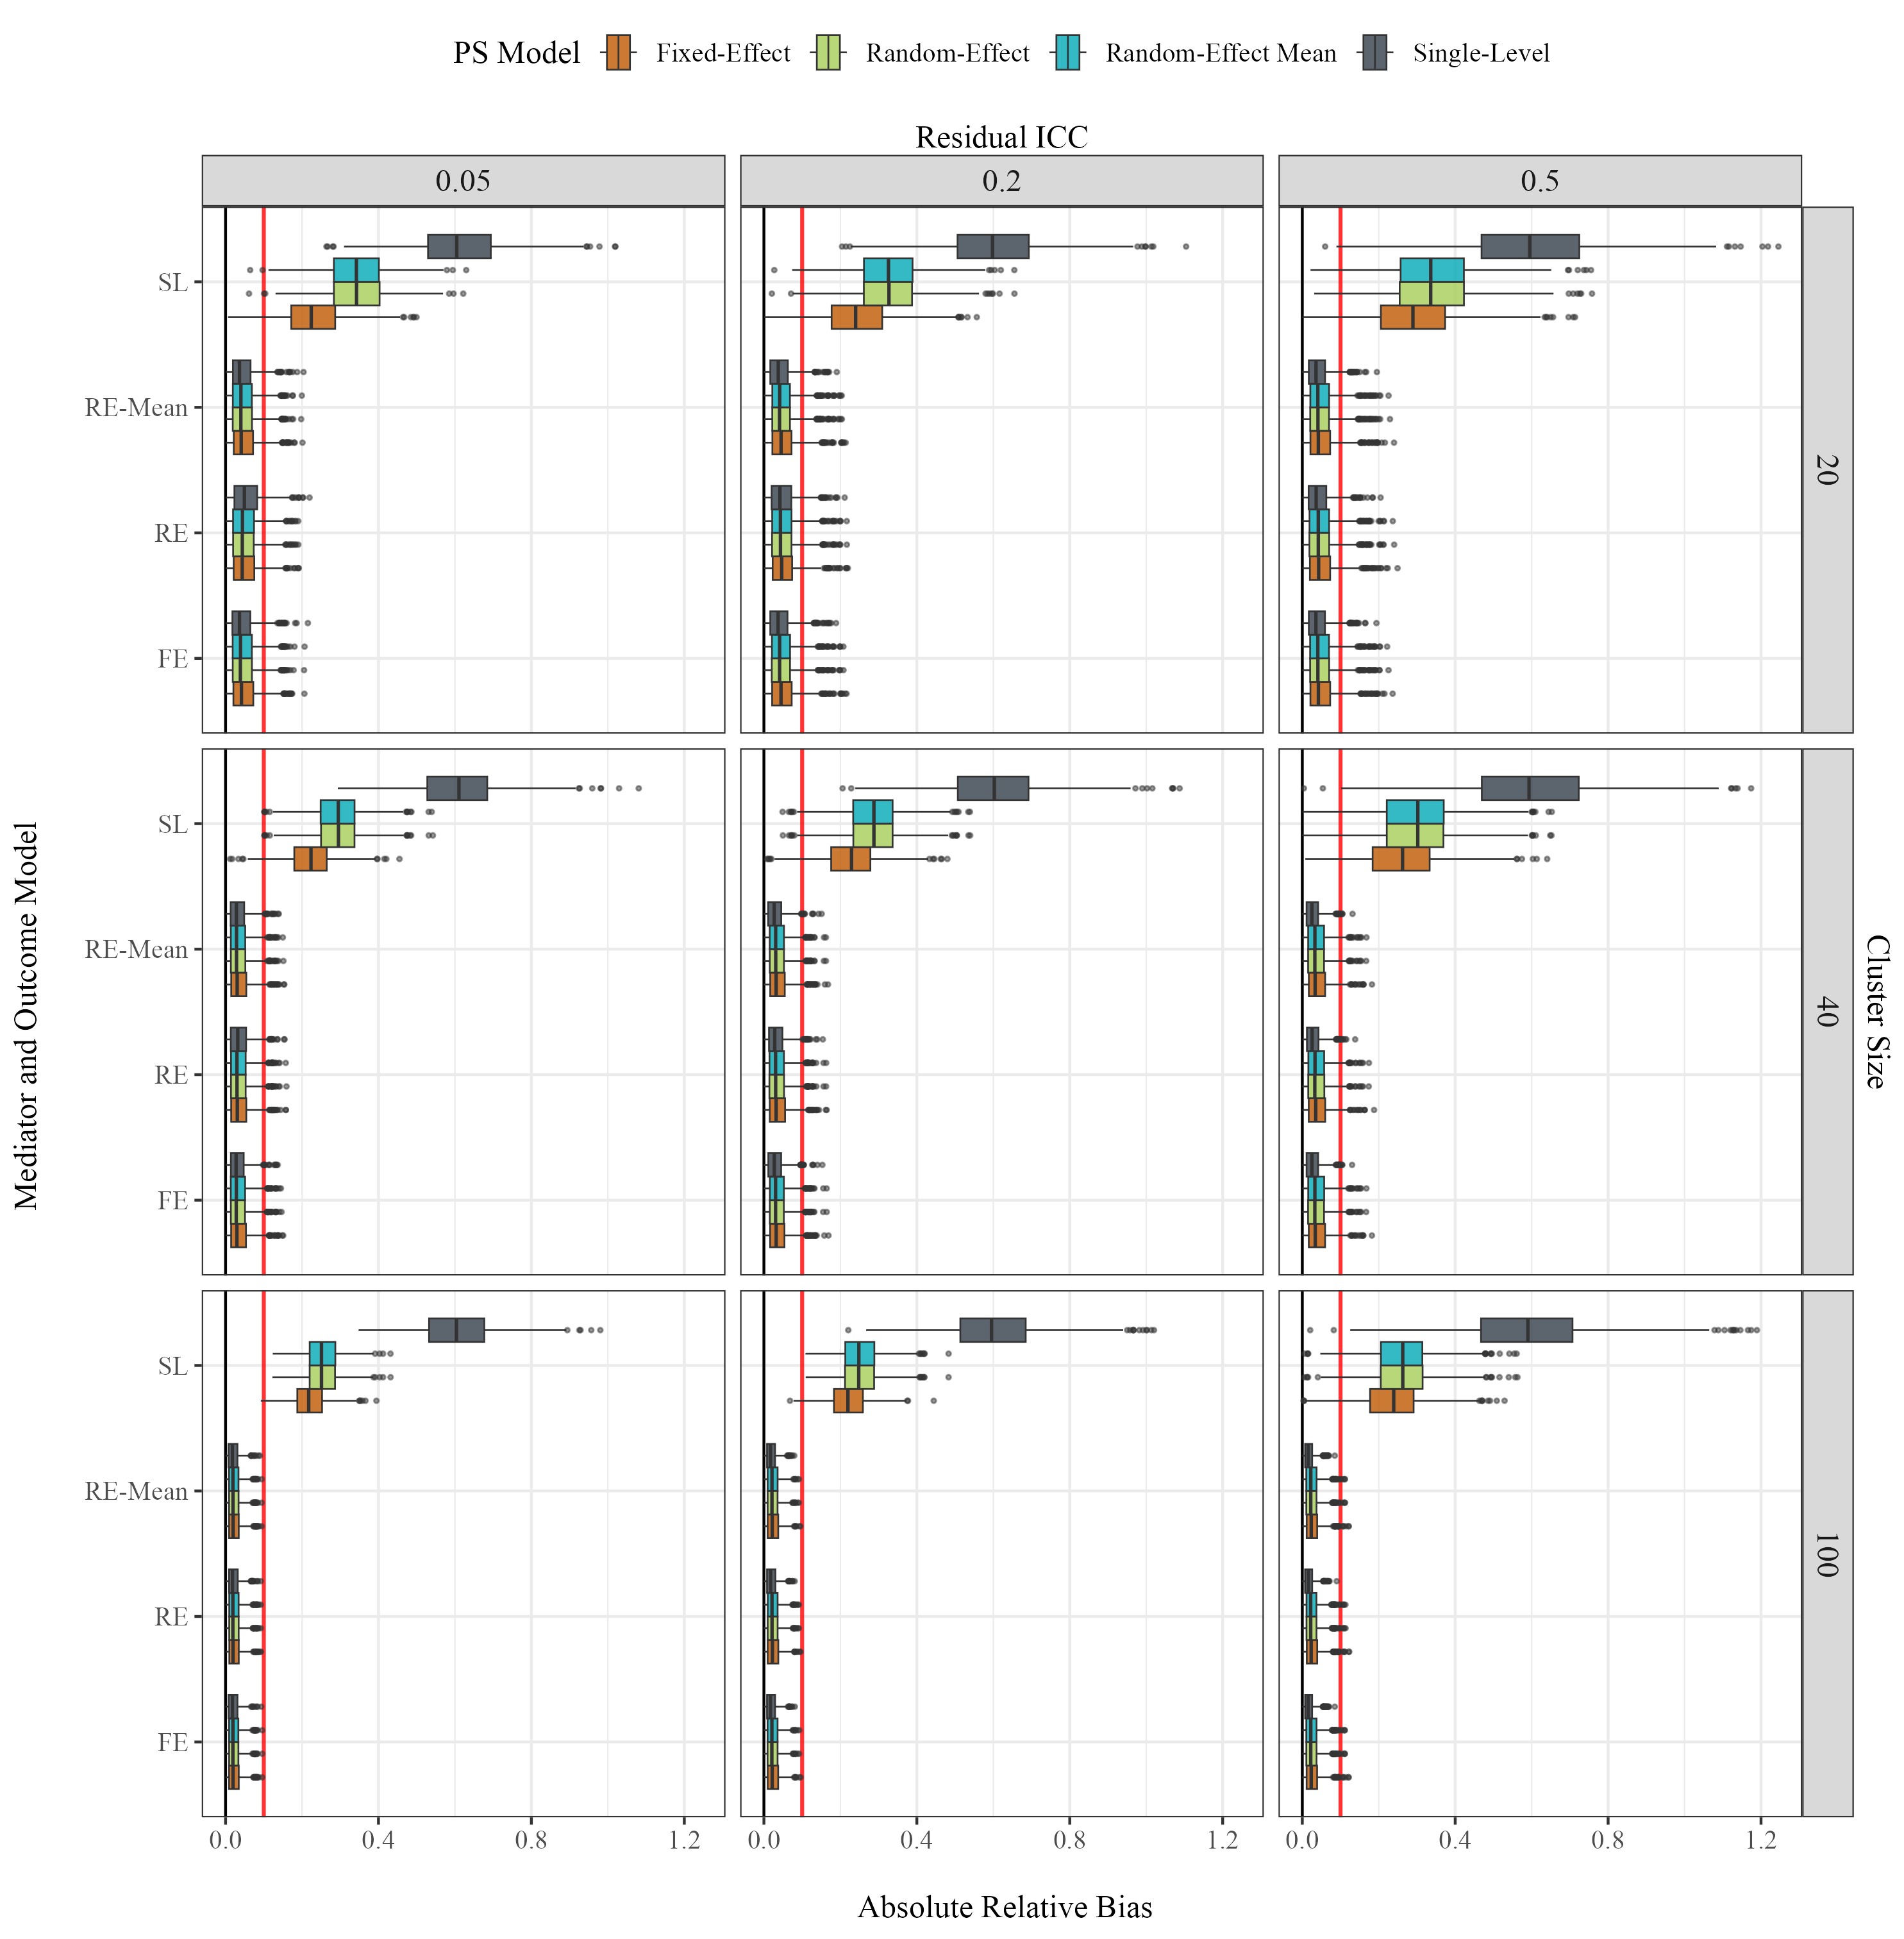 PS Model Fixed-Effect Random-Effect Random-Effect Mean Single-Level
Residual ICC
0.05 0.2 0.5
SL
RE-Mean
RE
FE
20
SL
RE-Mean
RE
FE
40
SL
RE-Mean
RE
FE
100
Mediator and Outcome Model
Cluster Size
0.0 0.4 0.8 1.2 0.0 0.4 0.8 1.2 0.0 0.4 0.8 1.2
Absolute Relative Bias